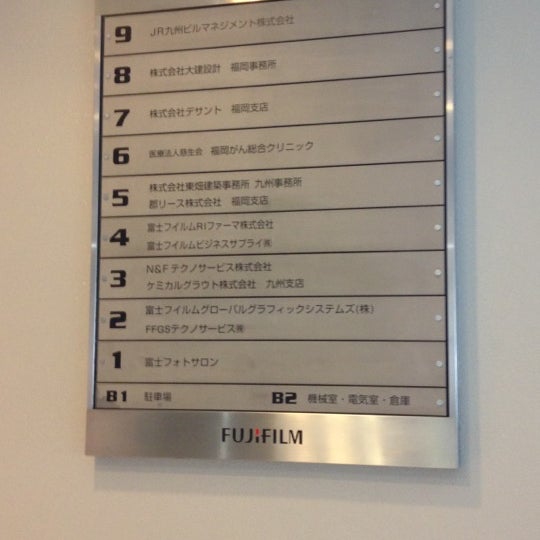 9 JR九州ビルマネジメント株式会社
8 株式会社大建設計 福岡事務所
7 株式会社デサント 福岡支店
6 医療法人慈生会 福岡がん総合クリニック
5 株式会社東畑建築事務所 九州事務所
郡リース株式会社 福岡支店
4 富士フイルムRIファーマ株式会社
富士フイルムビジネスサプライ㈱
3 N&Fテクノサービス株式会社
ケミカルグラウト株式会社 九州支店
2 富士フイルムグローバルグラフィックシステムズ(株)
FFGSテクノサービス㈱
1 富士フォトサロン
B1 駐車場 B2 機械室・電気室・倉庫
FUJIFILM